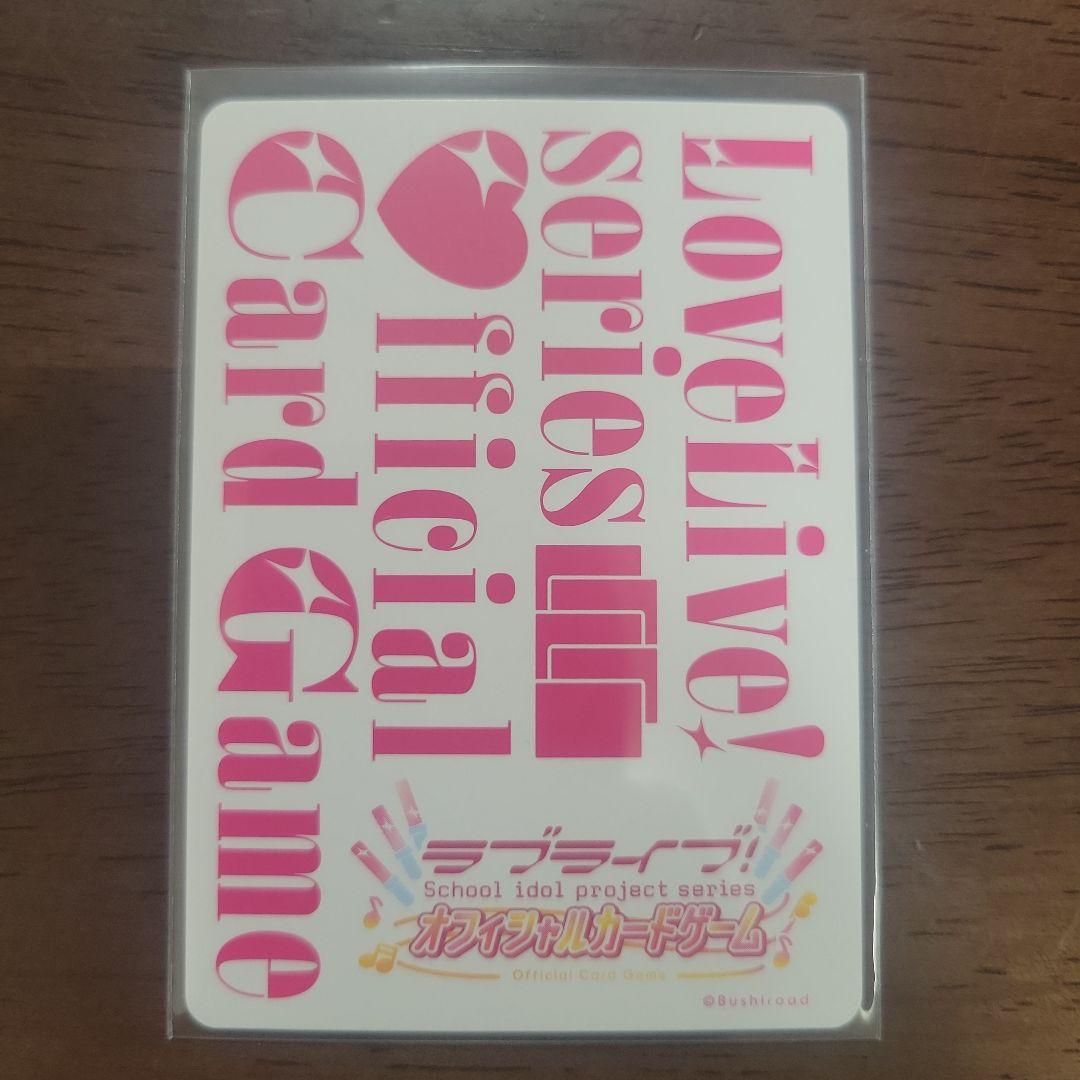 LoveLive!
series
♥fficial
Card Game
ラブライブ!
School idol project series
オフィシャルカードゲーム
Official Card Game
©Bushiroad